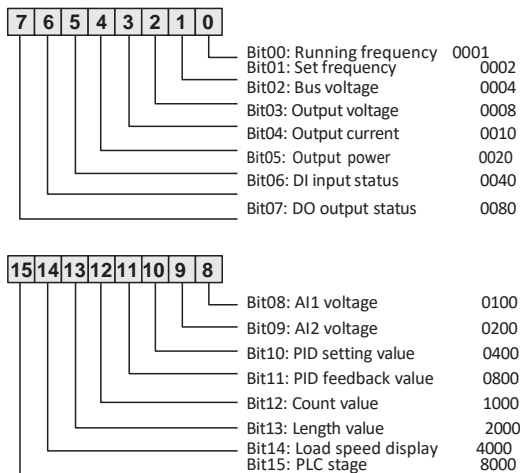 7 6 5 4 3 2 1 0
Bit00: Running frequency 0001
Bit01: Set frequency 0002
Bit02: Bus voltage 0004
Bit03: Output voltage 0008
Bit04: Output current 0010
Bit05: Output power 0020
Bit06: DI input status 0040
Bit07: DO output status 0080
15 14 13 12 11 10 9 8
Bit08: AI1 voltage 0100
Bit09: AI2 voltage 0200
Bit10: PID setting value 0400
Bit11: PID feedback value 0800
Bit12: Count value 1000
Bit13: Length value 2000
Bit14: Load speed display 4000
Bit15: PLC stage 8000